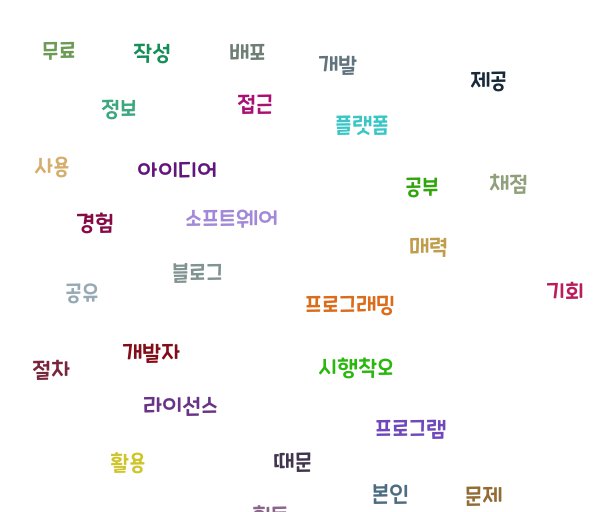 무료
작성
배포
개발
제공
정보
접근
플랫폼
사용
아이디어
공부
채점
경험
소프트웨어
매력
블로그
공유
기회
프로그래밍
개발자
절차
시행착오
라이선스
프로그램
활용
때문
본인
문제